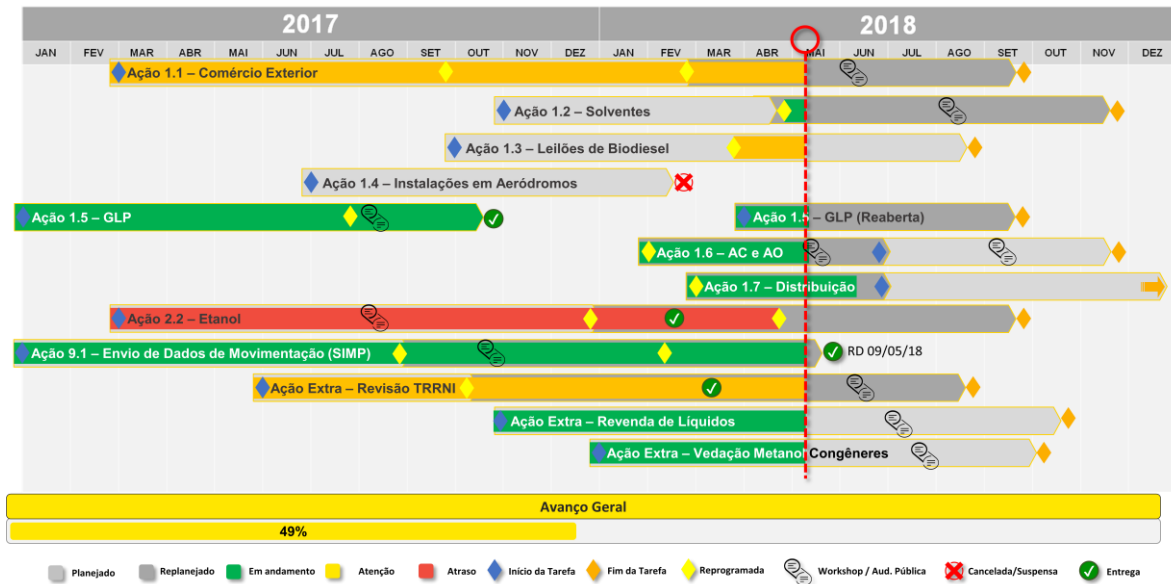 2017 2018
JAN FEV MAR ABR MAI JUN JUL AGO SET OUT NOV DEZ JAN FEV MAR ABR MAI JUN JUL AGO SET OUT NOV DEZ
Ação 1.1 – Comércio Exterior
Ação 1.2 – Solventes
Ação 1.3 – Leilões de Biodiesel
Ação 1.4 – Instalações em Aeródromos
Ação 1.5 – GLP Ação 1.5 – GLP (Reaberta)
Ação 1.6 – AC e AO
Ação 1.7 – Distribuição
Ação 2.2 – Etanol
Ação 9.1 – Envio de Dados de Movimentação (SIMP) RD 09/05/18
Ação Extra – Revisão TRRNI
Ação Extra – Revenda de Líquidos
Ação Extra – Vedação Metanol Congêneres
Avanço Geral
49%
Planejado Replanejado Em andamento Atenção Atraso Início da Tarefa Fim da Tarefa Reprogramada Workshop / Aud. Pública Cancelada/Suspensa Entrega